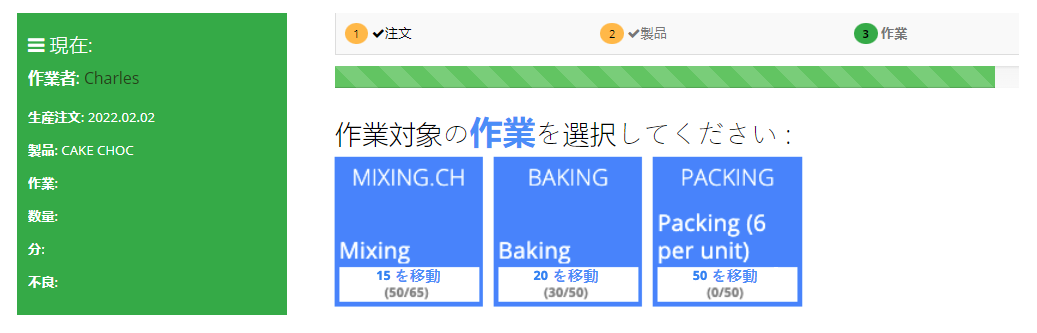 現在:
作業者: Charles
生産注文: 2022.02.02
製品: CAKE CHOC
作業:
数量:
分:
不良:
1 注文
2 製品
3 作業
作業対象の作業を選択してください :
MIXING.CH
Mixing
15 を移動
(50/65)
BAKING
Baking
20 を移動
(30/50)
PACKING
Packing (6
per unit)
50 を移動
(0/50)